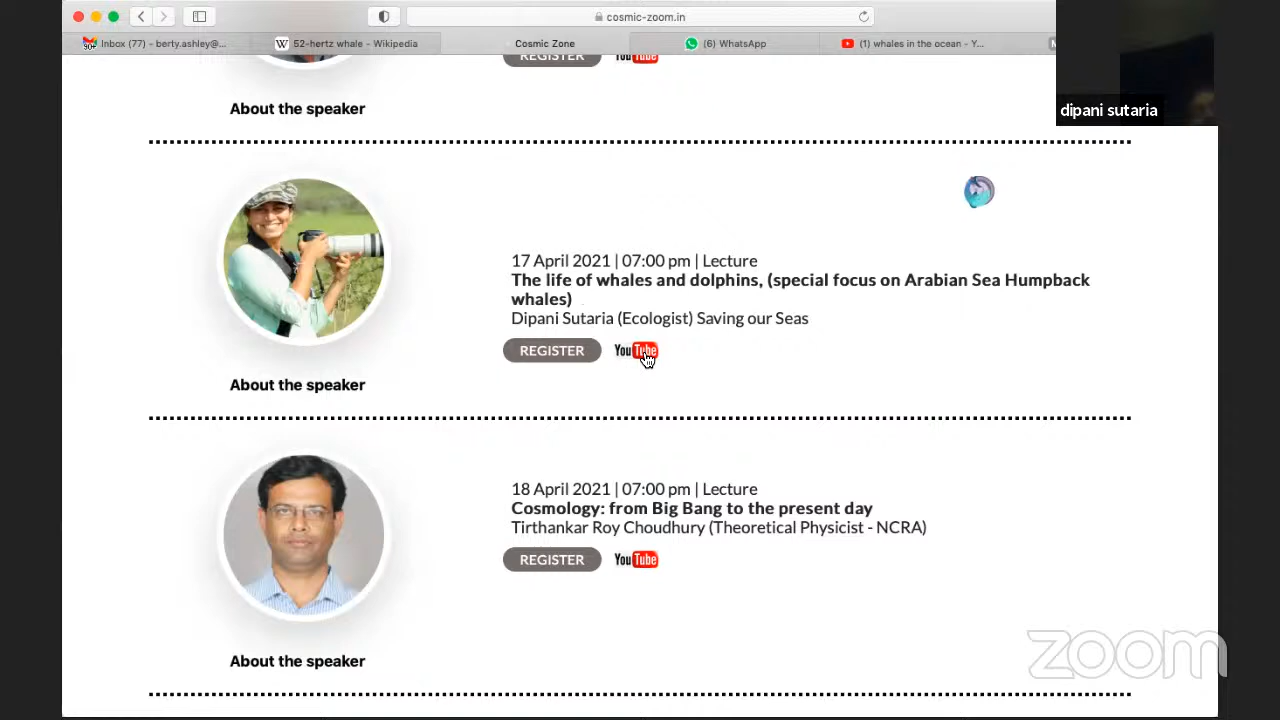 cosmic-zoom.in
90+ Inbox (77) – berty.ashley@...
W 52-hertz whale - Wikipedia
Cosmic Zone
(6) WhatsApp
(1) whales in the ocean - Y...
dipani sutaria
REGISTER YouTube
About the speaker
17 April 2021 | 07:00 pm | Lecture
The life of whales and dolphins, (special focus on Arabian Sea Humpback
whales)
Dipani Sutaria (Ecologist) Saving our Seas
REGISTER YouTube
About the speaker
18 April 2021 | 07:00 pm | Lecture
Cosmology: from Big Bang to the present day
Tirthankar Roy Choudhury (Theoretical Physicist - NCRA)
REGISTER YouTube
About the speaker
zoom